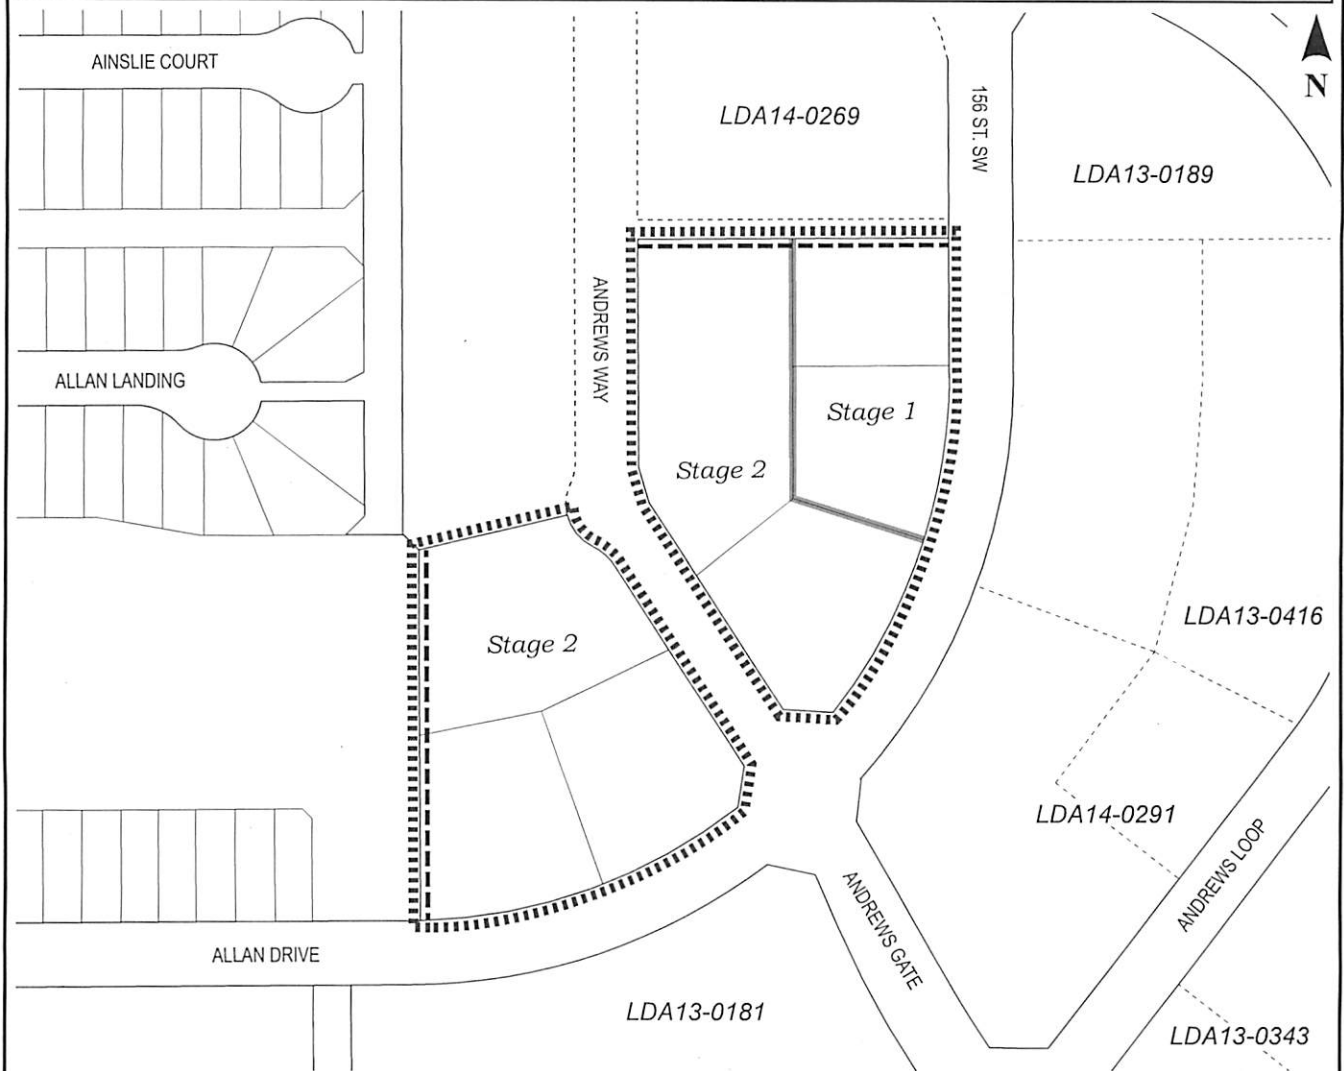 AINSLIE COURT
LDA14-0269
156 ST. SW
N
LDA13-0189
ANDREWS WAY
ALLAN LANDING
Stage 1
Stage 2
LDA13-0416
Stage 2
LDA14-0291
ANDREWS LOOP
ANDREWS GATE
ALLAN DRIVE
LDA13-0181
LDA13-0343